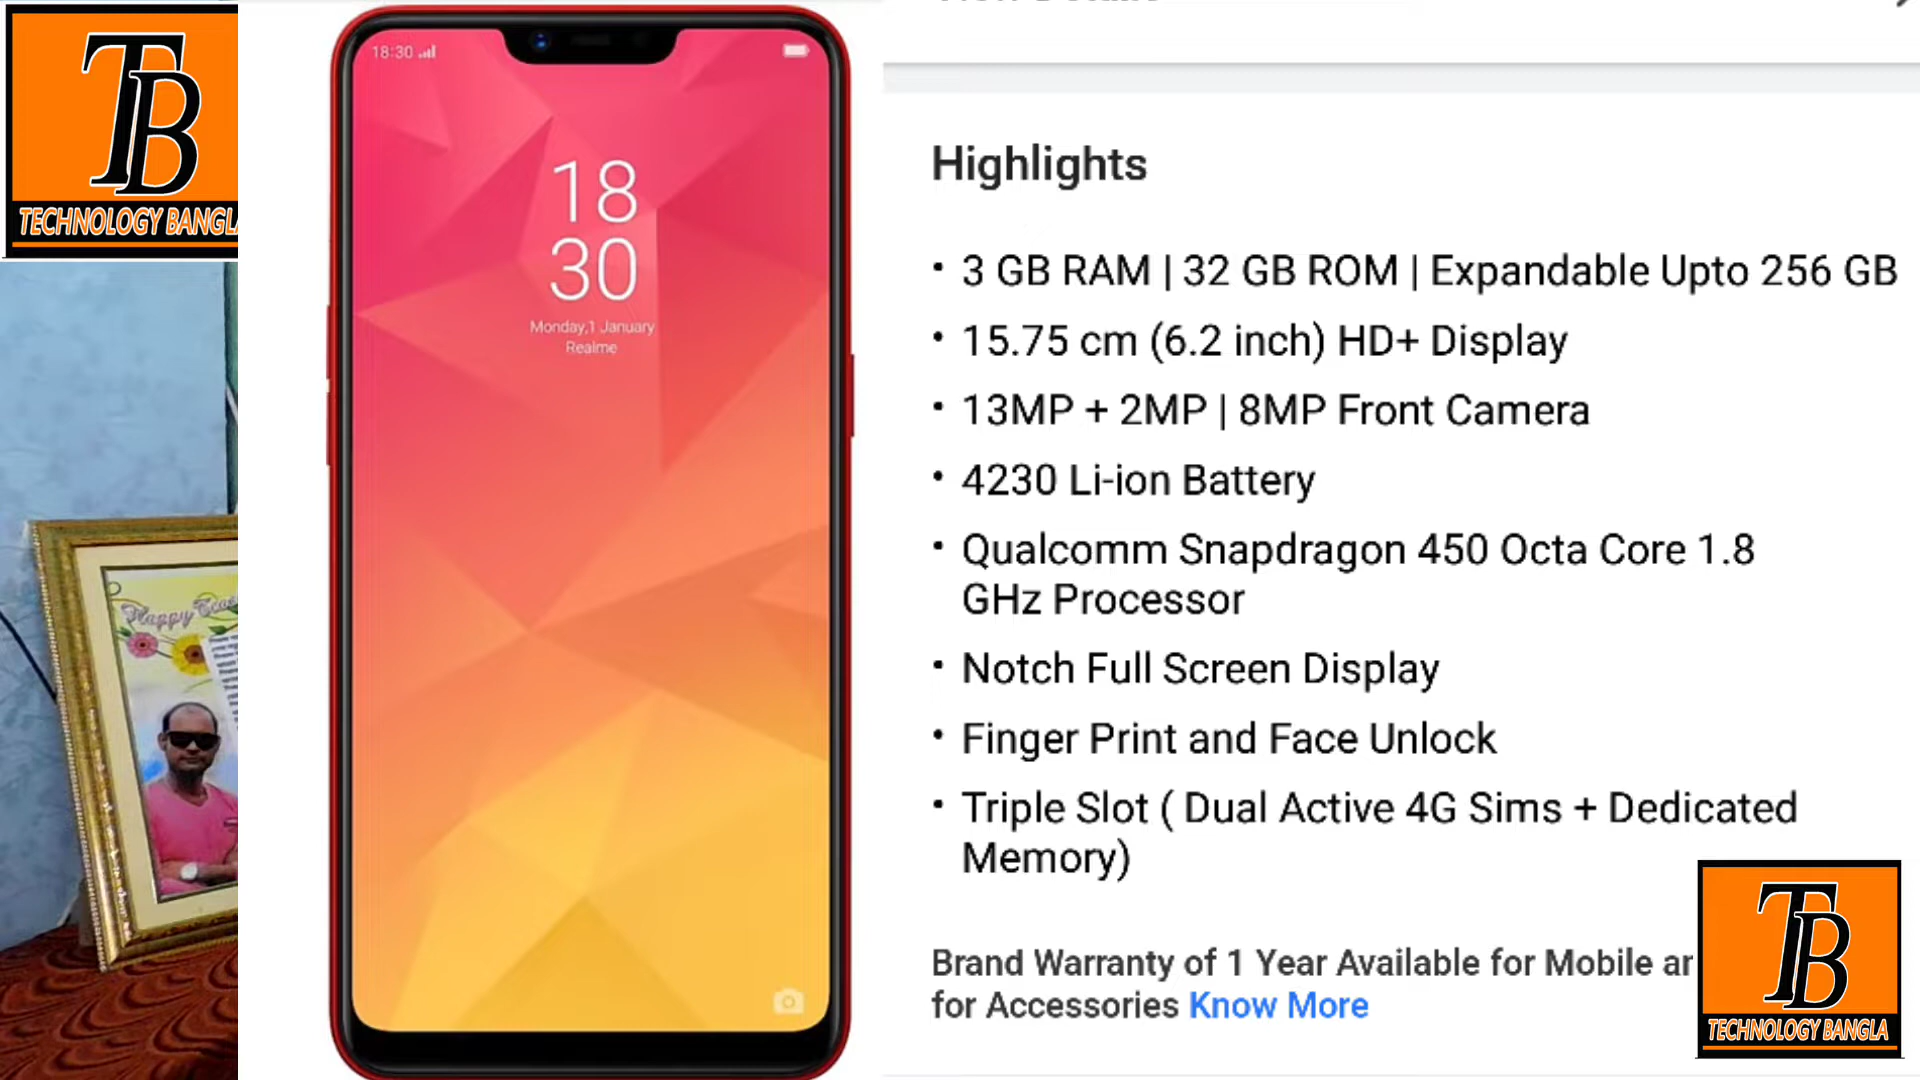 TB
TECHNOLOGY BANGLA
Happy
18:30
18
30
Monday,1 January
Realme
Highlights
• 3 GB RAM | 32 GB ROM | Expandable Upto 256 GB
• 15.75 cm (6.2 inch) HD+ Display
• 13MP + 2MP | 8MP Front Camera
• 4230 Li-ion Battery
• Qualcomm Snapdragon 450 Octa Core 1.8
GHz Processor
• Notch Full Screen Display
• Finger Print and Face Unlock
• Triple Slot ( Dual Active 4G Sims + Dedicated
Memory)
Brand Warranty of 1 Year Available for Mobile
for Accessories Know More
TB
TECHNOLOGY BANGLA